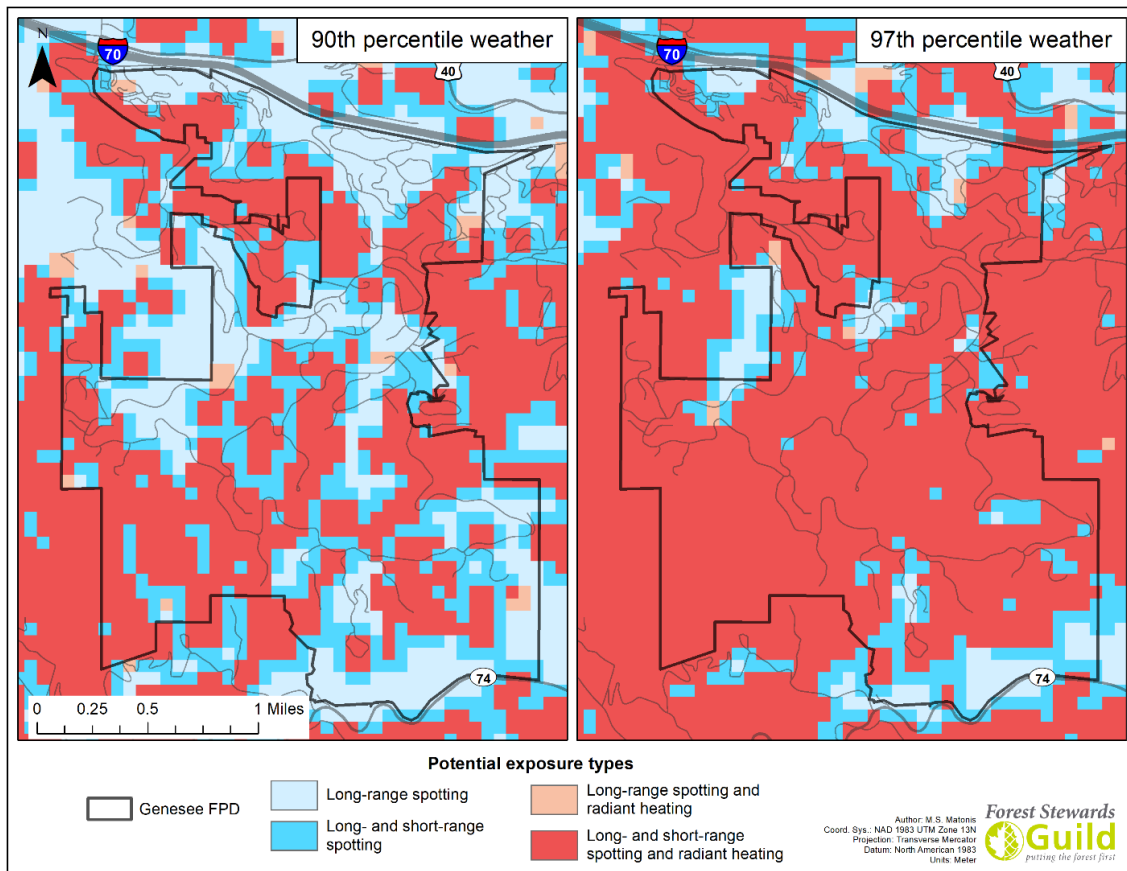 90th percentile weather
97th percentile weather
N
70
40
70
40
74
74
0 0.25 0.5 1 Miles
Potential exposure types
Genesee FPD
Long-range spotting
Long- and short-range
spotting
Long-range spotting and
radiant heating
Long- and short-range
spotting and radiant heating
Author: M.S. Matonis
Coord. Sys.: NAD 1983 UTM Zone 13N
Projection: Transverse Mercator
Datum: North American 1983
Units: Meter
Forest Stewards
Guild
putting the forest first